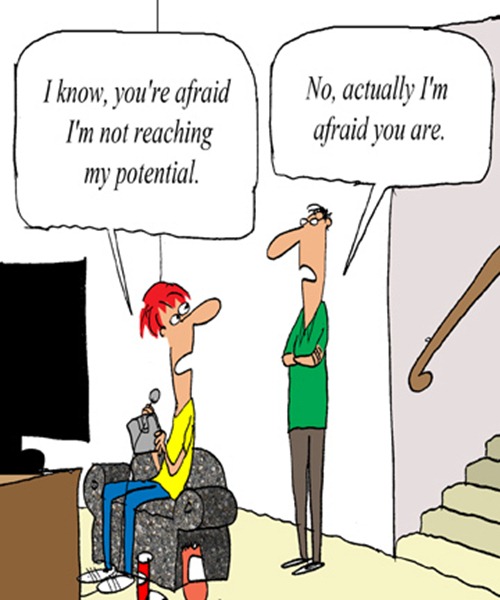 I know, you're afraid
I'm not reaching
my potential.
No, actually I'm
afraid you are.